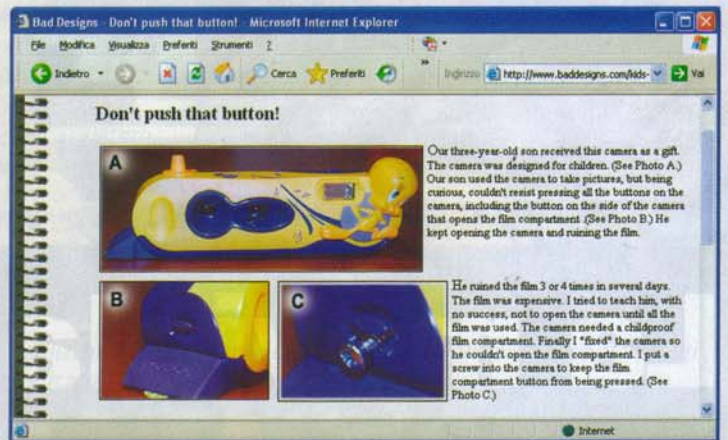 Bad Designs - Don't push that button! - Microsoft Internet Explorer
File Modifica Visualizza Preferiti Strumenti ?
Indietro Cerca Preferiti » Indirizzo http://www.baddesigns.com/kids- Vai
Don't push that button!
A
Our three-year-old son received this camera as a gift.
The camera was designed for children. (See Photo A.)
Our son used the camera to take pictures, but being
curious, couldn't resist pressing all the buttons on the
camera, including the button on the side of the camera
that opens the film compartment (See Photo B.) He
kept opening the camera and ruining the film.
B
C
He ruined the film 3 or 4 times in several days.
The film was expensive. I tried to teach him, with
no success, not to open the camera until all the
film was used. The camera needed a childproof
film compartment. Finally I "fixed" the camera so
he couldn't open the film compartment. I put a
screw into the camera to keep the film
compartment button from being pressed. (See
Photo C.)
Internet